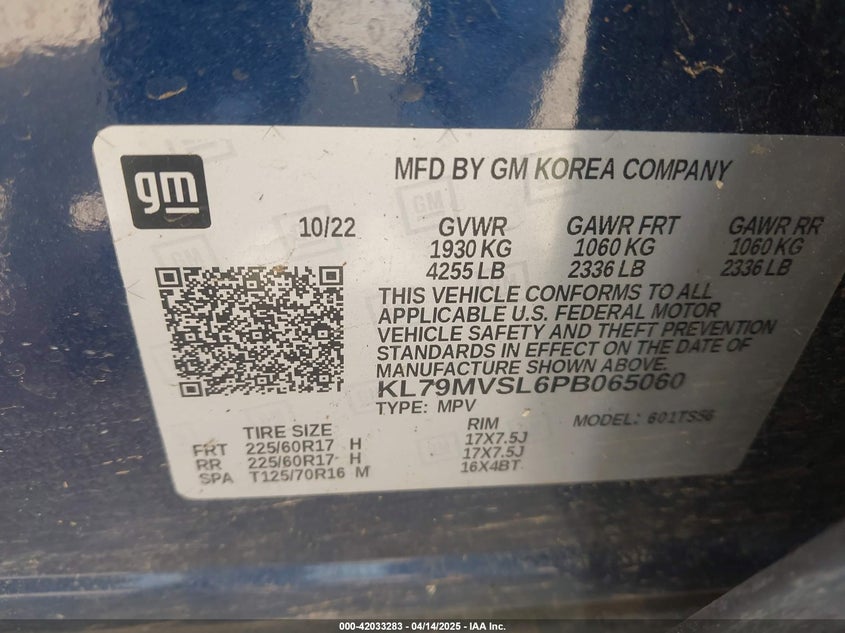 gm
MFD BY GM KOREA COMPANY
10/22
GVWR GAWR FRT GAWR RR
1930 KG 1060 KG 1060 KG
4255 LB 2336 LB 2336 LB
THIS VEHICLE CONFORMS TO ALL
APPLICABLE U.S. FEDERAL MOTOR
VEHICLE SAFETY AND THEFT PREVENTION
STANDARDS IN EFFECT ON THE DATE OF
MANUFACTURE SHOWN ABOVE.
KL79MVSL6PB065060
TYPE: MPV MODEL: 601TSS6
TIRE SIZE RIM
FRT 225/60R17 H 17X7.5J
RR 225/60R17 H 17X7.5J
SPA T125/70R16 M 16X4BT
000-42033283 - 04/14/2025 - IAA Inc.